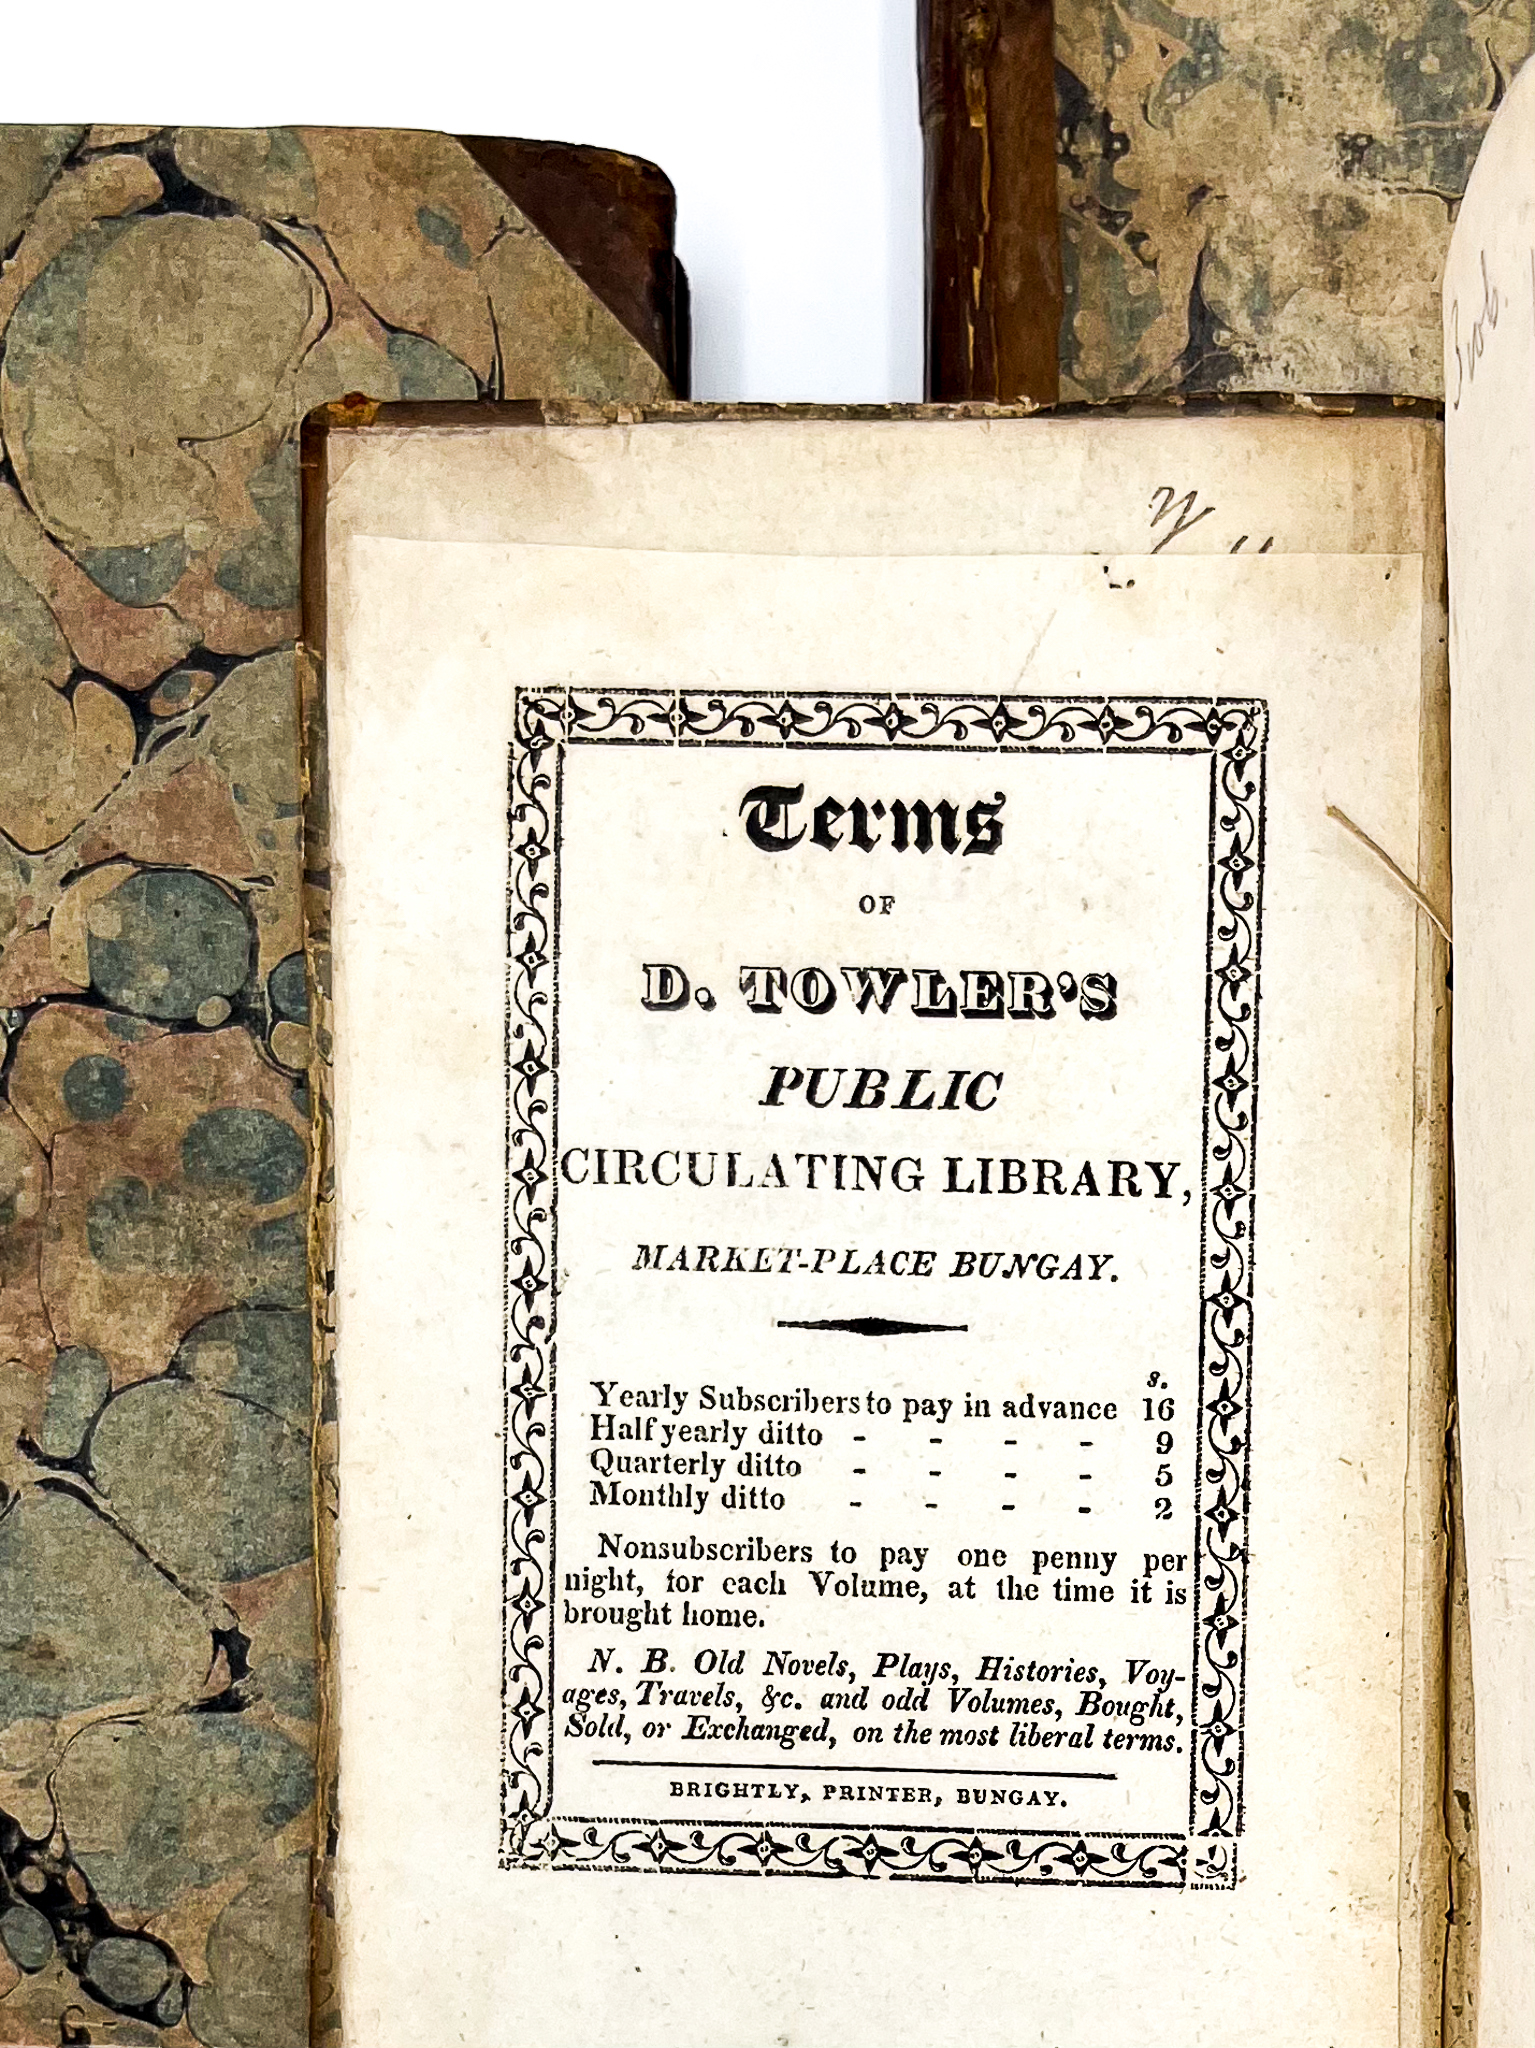 Terms
OF
D. TOWLER'S
PUBLIC
CIRCULATING LIBRARY,
MARKET-PLACE BUNGAY.
s.
Yearly Subscribers to pay in advance 16
Half yearly ditto - - - - 9
Quarterly ditto - - - - 5
Monthly ditto - - - - 2
Nonsubscribers to pay one penny per
night, for each Volume, at the time it is
brought home.
N. B. Old Novels, Plays, Histories, Voy-
ages, Travels, &c. and odd Volumes, Bought,
Sold, or Exchanged, on the most liberal terms.
BRIGHTLY, PRINTER, BUNGAY.